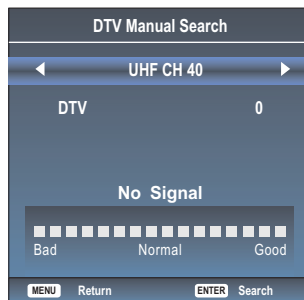 DTV Manual Search
UHF CH 40
DTV 0
No Signal
Bad Normal Good
MENU Return ENTER Search